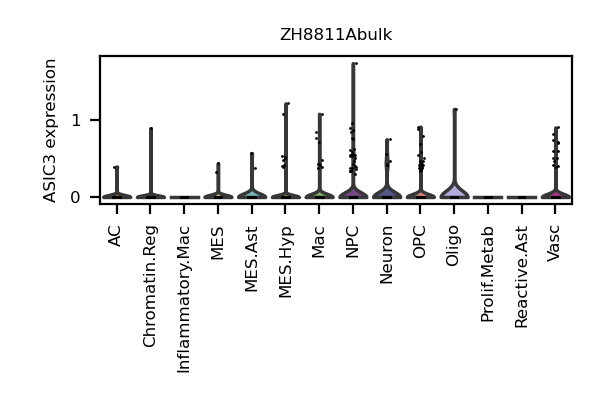 ZH8811Abulk
ASIC3 expression
1
0
AC
Chromatin.Reg
Inflammatory.Mac
MES
MES.Ast
MES.Hyp
Mac
NPC
Neuron
OPC
Oligo
Prolif.Metab
Reactive.Ast
Vasc